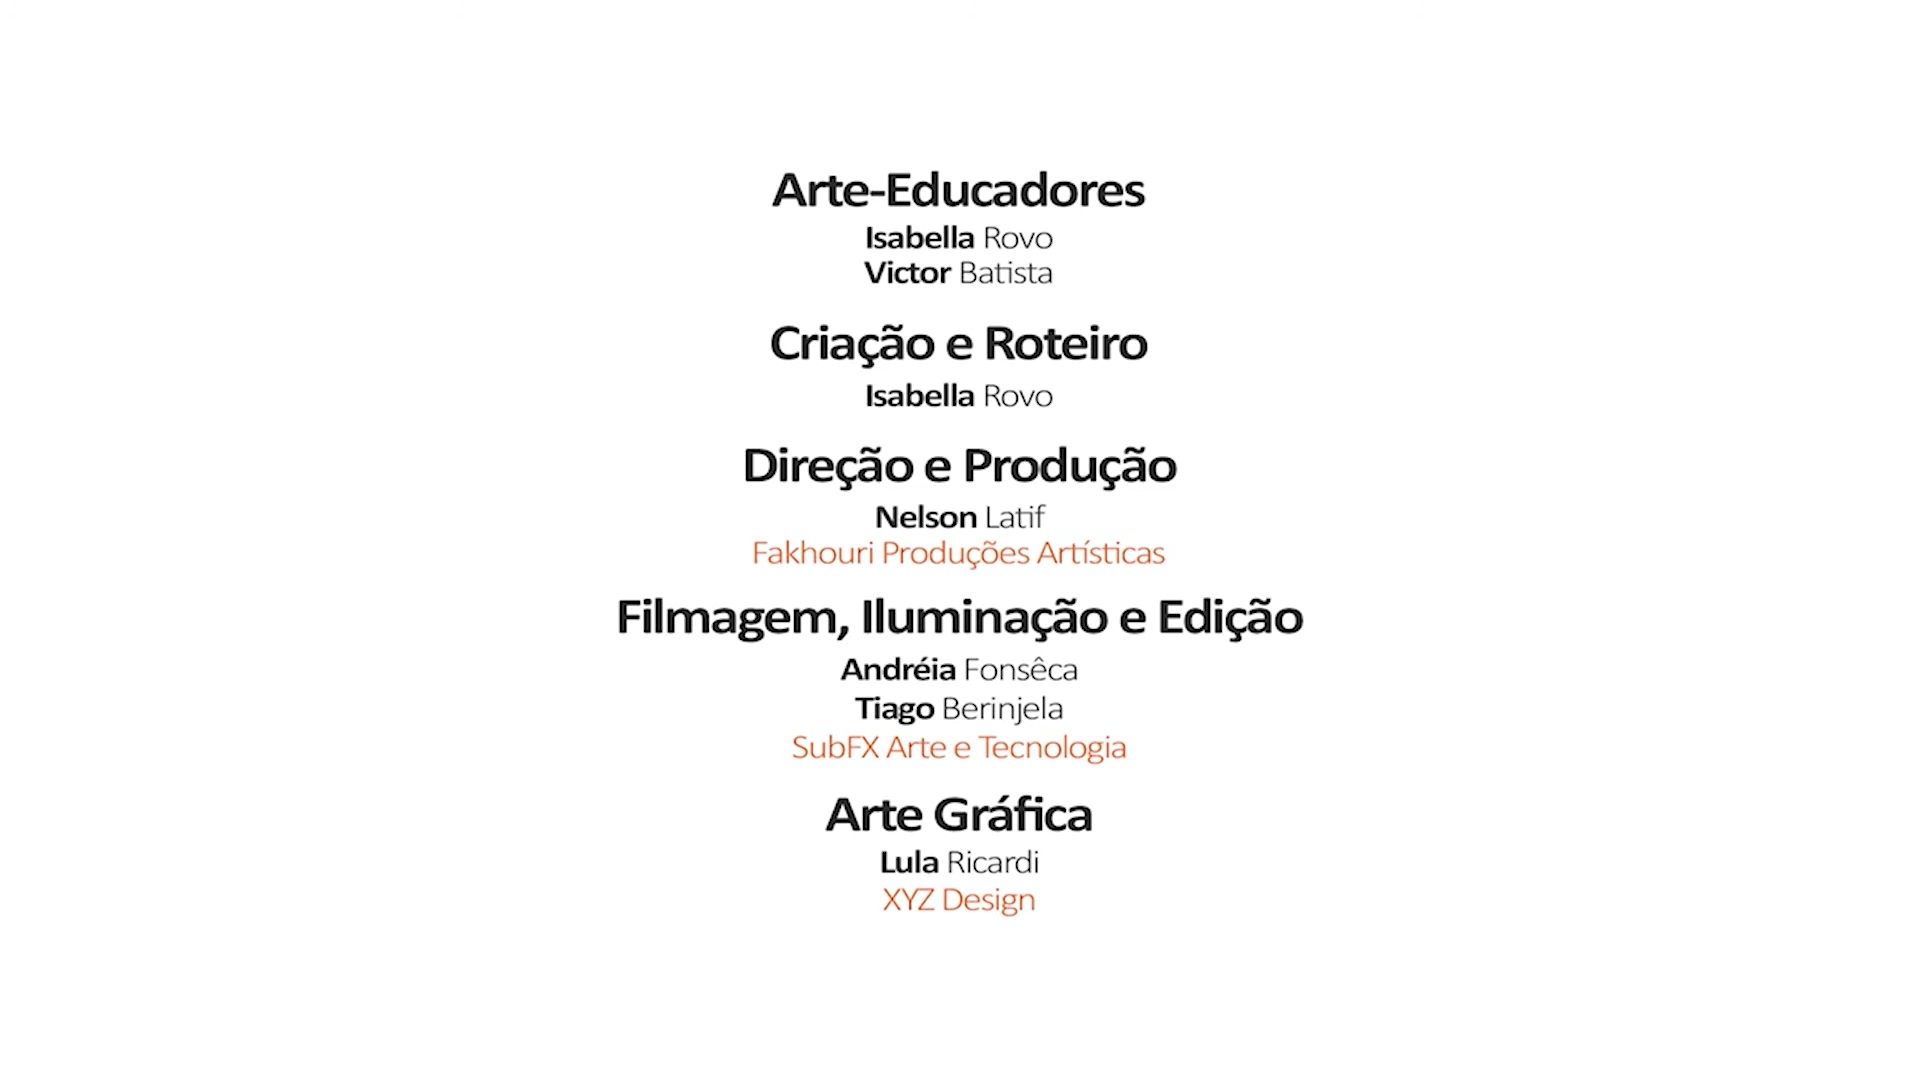 Arte-Educadores
Isabella Rovo
Victor Batista
Criação e Roteiro
Isabella Rovo
Direção e Produção
Nelson Latif
Fakhouri Produções Artísticas
Filmagem, Iluminação e Edição
Andréia Fonsêca
Tiago Berinjela
SubFX Arte e Tecnologia
Arte Gráfica
Lula Ricardi
XYZ Design